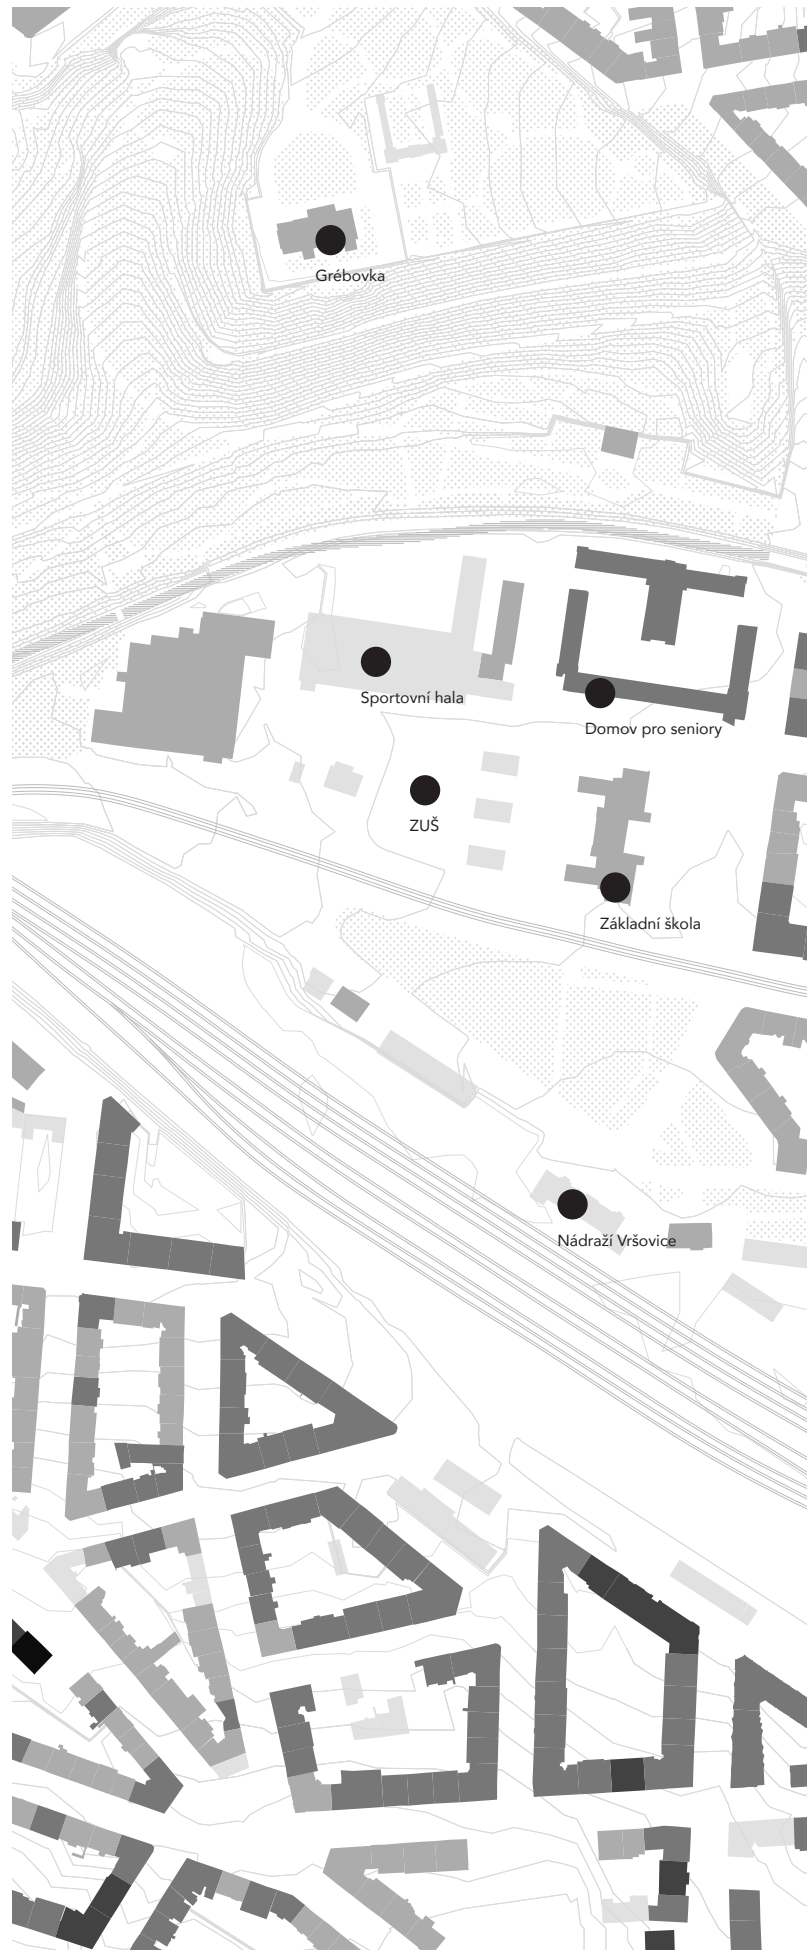 Grébovka
Sportovní hala
Domov pro seniory
ZUŠ
Základní škola
Nádraží Vršovice